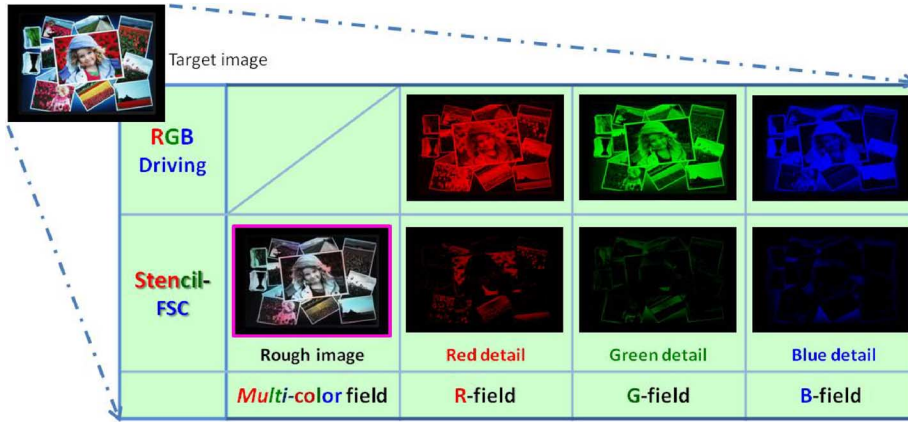 Target image
RGB
Driving
Stencil-
FSC
Rough image
Red detail
Green detail
Blue detail
Multi-color field
R-field
G-field
B-field